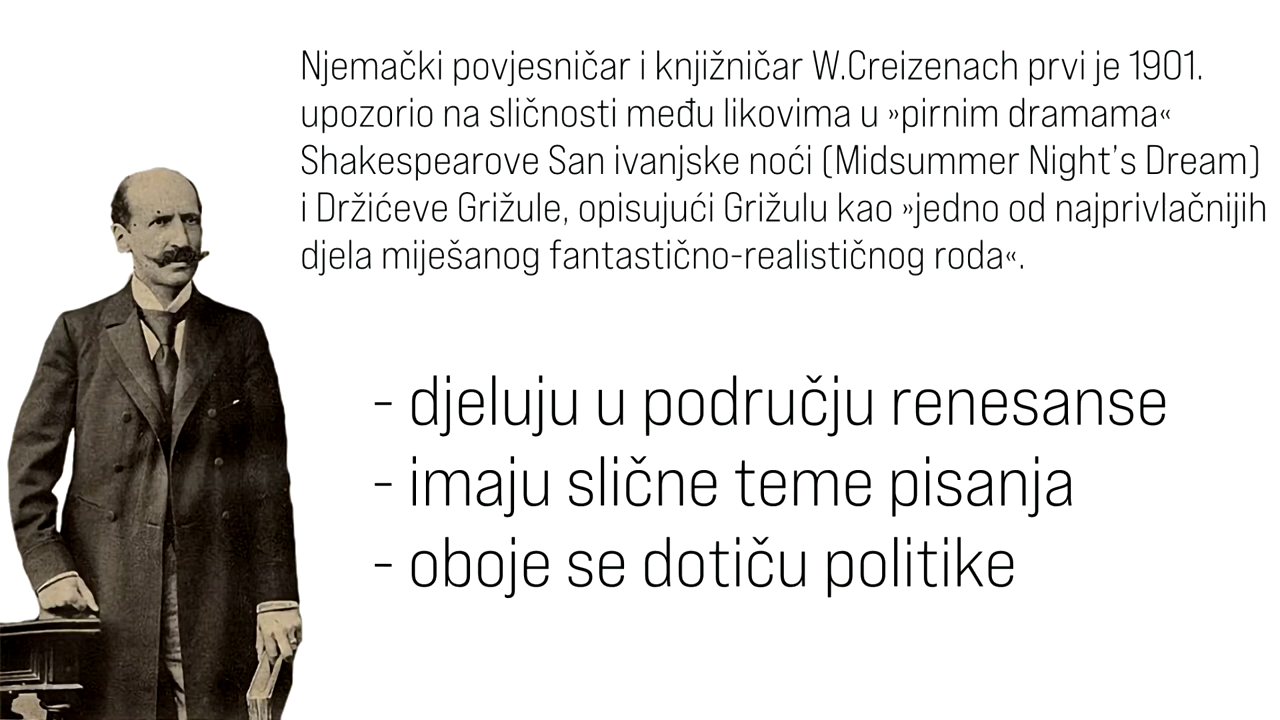 Njemački povjesničar i knjižničar W.Creizenach prvi je 1901.
upozorio na sličnosti među likovima u »pirnim dramama«
Shakespearove San ivanjske noći (Midsummer Night's Dream)
i Držićeve Grižule, opisujući Grižulu kao »jedno od najprivlačnijih
djela miješanog fantastično-realističnog roda«.
- djeluju u području renesanse
- imaju slične teme pisanja
- oboje se dotiču politike